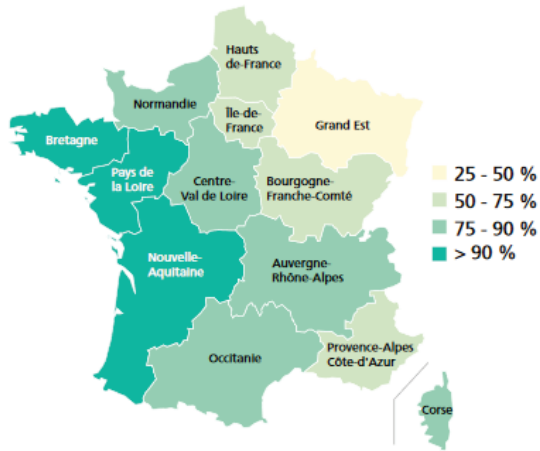 Hauts
de-France
Normandie
Île-de-
France
Grand Est
Bretagne
Pays de
la Loire
Centre-
Val de Loire
Bourgogne-
Franche-Comté
25 - 50 %
50 - 75 %
75 - 90 %
> 90 %
Nouvelle-
Aquitaine
Auvergne-
Rhône-Alpes
Occitanie
Provence-Alpes
Côte-d'Azur
Corse